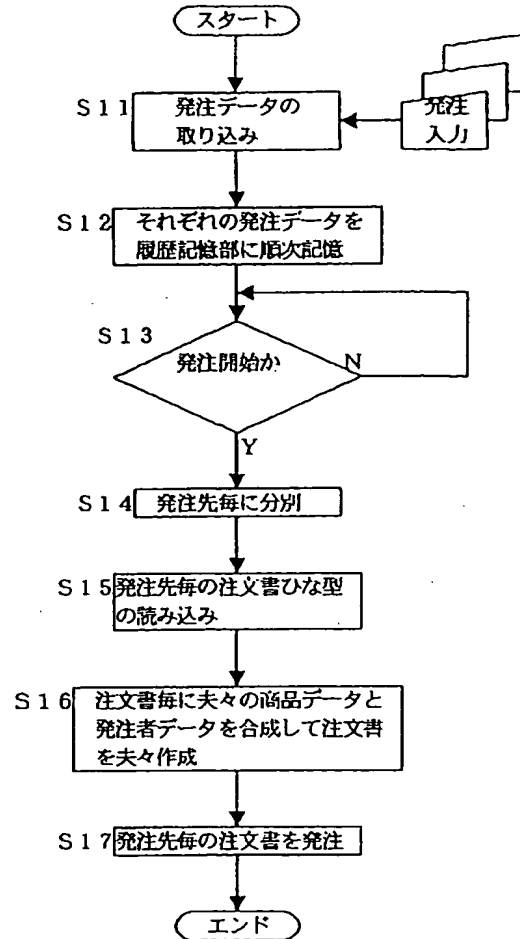 スタート
S11
発注データの
取り込み
発注
入力
S12
それぞれの発注データを
履歴記憶部に順次記憶
S13
発注開始か
N
Y
S14
発注先毎に分別
S15
発注先毎の注文書ひな型
の読み込み
S16
注文書毎に夫々の商品データと
発注者データを合成して注文書
を夫々作成
S17
発注先毎の注文書を発注
エンド